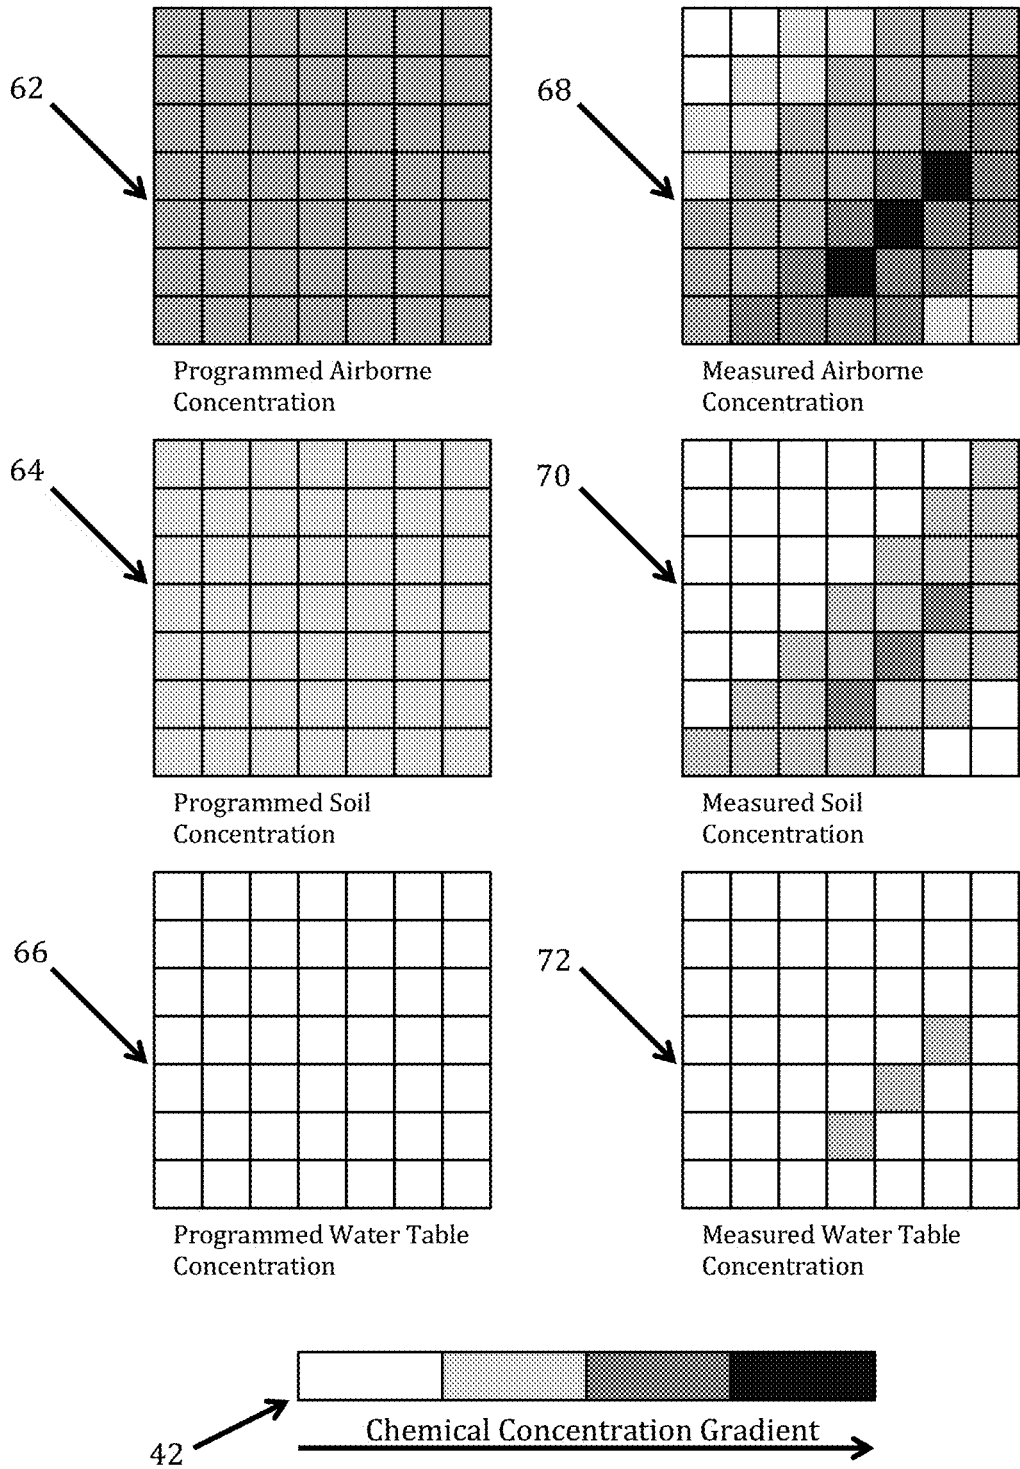 62
68
Programmed Airborne
Concentration
Measured Airborne
Concentration
64
70
Programmed Soil
Concentration
Measured Soil
Concentration
66
72
Programmed Water Table
Concentration
Measured Water Table
Concentration
Chemical Concentration Gradient
42